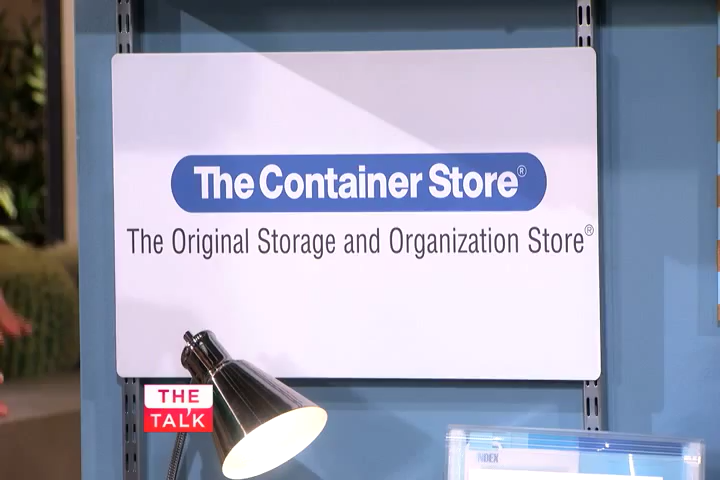 The Container Store®
The Original Storage and Organization Store®
THE
TALK
INDEX